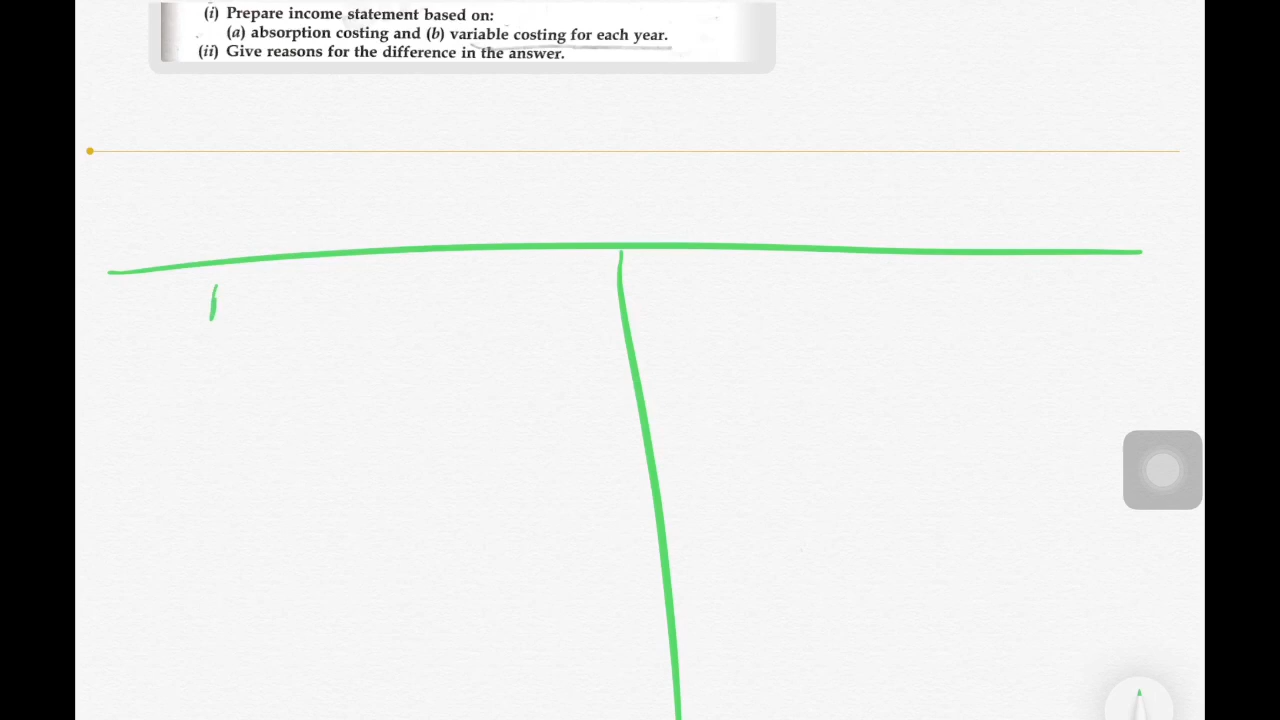 (i) Prepare income statement based on:
(a) absorption costing and (b) variable costing for each year.
(ii) Give reasons for the difference in the answer.